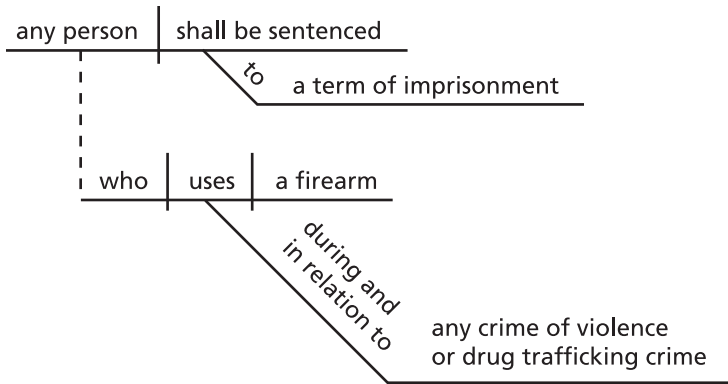 any person shall be sentenced
to
a term of imprisonment
who uses a firearm
during and
in relation to
any crime of violence
or drug trafficking crime